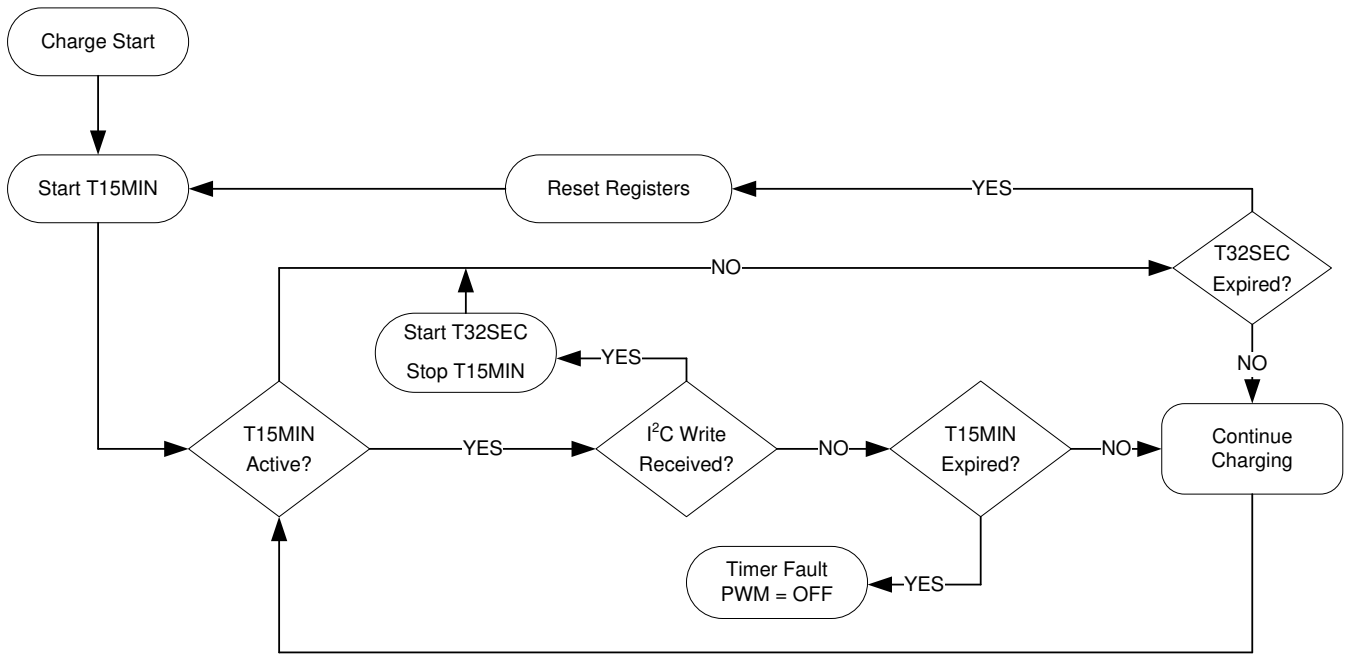 Charge Start
Start T15MIN
Reset Registers
YES
T32SEC
Expired?
NO
Start T32SEC
Stop T15MIN
YES
NO
T15MIN
Active?
YES
I²C Write
Received?
NO
T15MIN
Expired?
NO
Continue
Charging
Timer Fault
PWM = OFF
YES